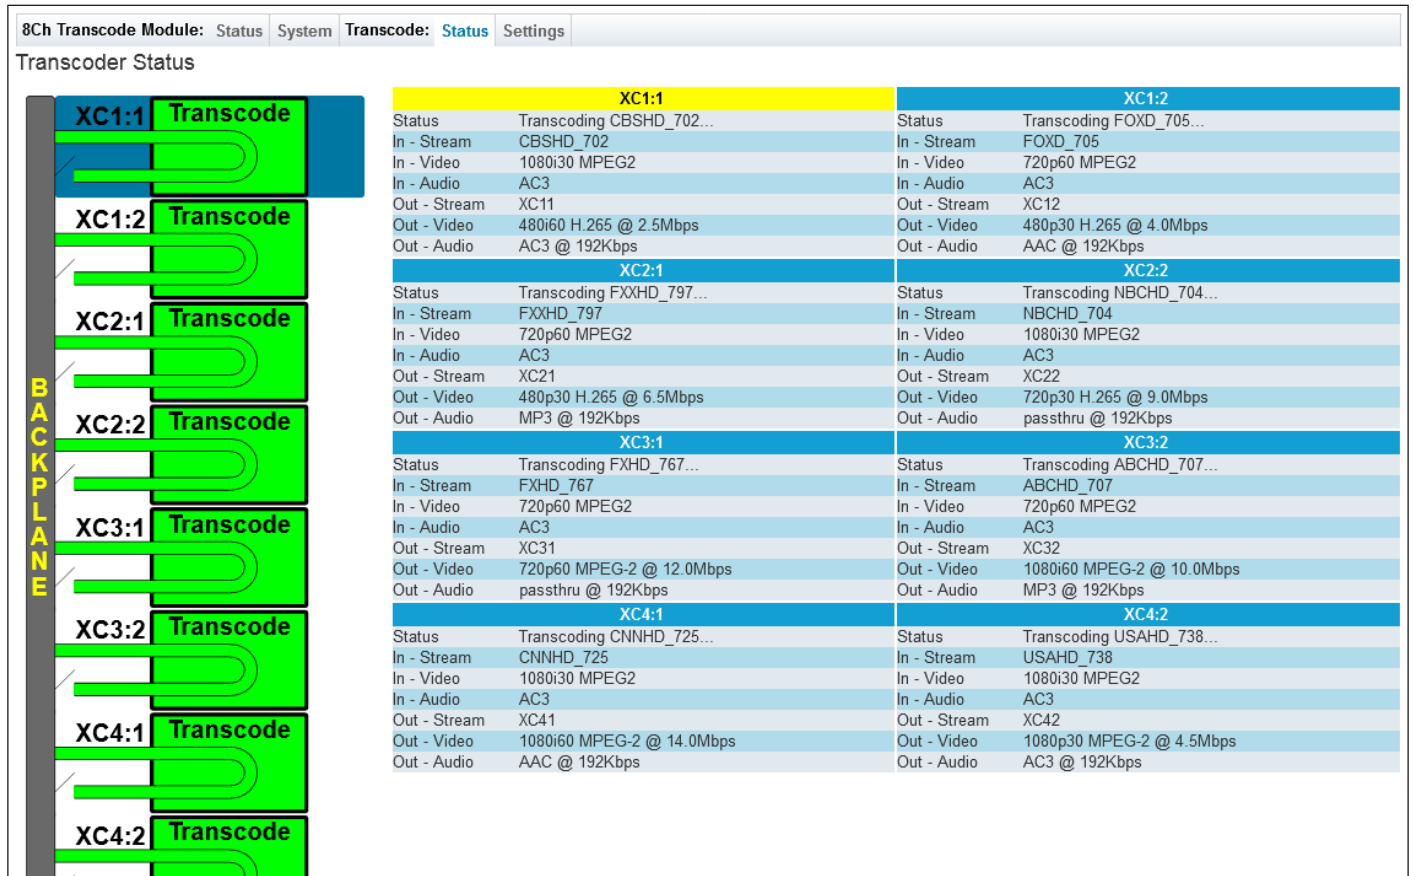 8Ch Transcode Module: Status System Transcode: Status Settings
Transcoder Status
BACKPLANE
XC1:1 Transcode
XC1:2 Transcode
XC2:1 Transcode
XC2:2 Transcode
XC3:1 Transcode
XC3:2 Transcode
XC4:1 Transcode
XC4:2 Transcode
XC1:1
Status Transcoding CBSHD_702...
In - Stream CBSHD_702
In - Video 1080i30 MPEG2
In - Audio AC3
Out - Stream XC11
Out - Video 480i60 H.265 @ 2.5Mbps
Out - Audio AC3 @ 192Kbps
XC1:2
Status Transcoding FOXD_705...
In - Stream FOXD_705
In - Video 720p60 MPEG2
In - Audio AC3
Out - Stream XC12
Out - Video 480p30 H.265 @ 4.0Mbps
Out - Audio AAC @ 192Kbps
XC2:1
Status Transcoding FXXHD_797...
In - Stream FXXHD_797
In - Video 720p60 MPEG2
In - Audio AC3
Out - Stream XC21
Out - Video 480p30 H.265 @ 6.5Mbps
Out - Audio MP3 @ 192Kbps
XC2:2
Status Transcoding NBCHD_704...
In - Stream NBCHD_704
In - Video 1080i30 MPEG2
In - Audio AC3
Out - Stream XC22
Out - Video 720p30 H.265 @ 9.0Mbps
Out - Audio passthru @ 192Kbps
XC3:1
Status Transcoding FXHD_767...
In - Stream FXHD_767
In - Video 720p60 MPEG2
In - Audio AC3
Out - Stream XC31
Out - Video 720p60 MPEG-2 @ 12.0Mbps
Out - Audio passthru @ 192Kbps
XC3:2
Status Transcoding ABCHD_707...
In - Stream ABCHD_707
In - Video 720p60 MPEG2
In - Audio AC3
Out - Stream XC32
Out - Video 1080i60 MPEG-2 @ 10.0Mbps
Out - Audio MP3 @ 192Kbps
XC4:1
Status Transcoding CNNHD_725...
In - Stream CNNHD_725
In - Video 1080i30 MPEG2
In - Audio AC3
Out - Stream XC41
Out - Video 1080i60 MPEG-2 @ 14.0Mbps
Out - Audio AAC @ 192Kbps
XC4:2
Status Transcoding USAHD_738...
In - Stream USAHD_738
In - Video 1080i30 MPEG2
In - Audio AC3
Out - Stream XC42
Out - Video 1080p30 MPEG-2 @ 4.5Mbps
Out - Audio AC3 @ 192Kbps